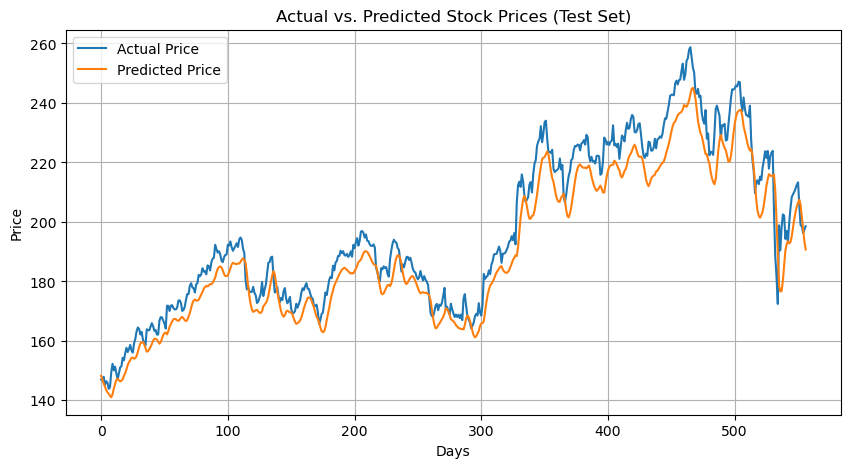 Actual vs. Predicted Stock Prices (Test Set)
Actual Price
Predicted Price
Price
260
240
220
200
180
160
140
0 100 200 300 400 500
Days